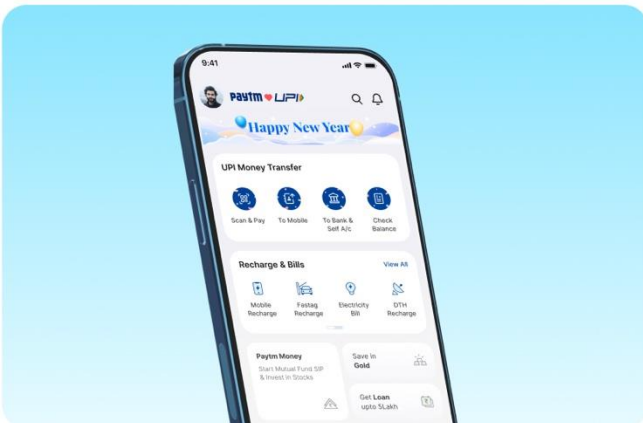 9:41
Paytm UPI
Happy New Year
UPI Money Transfer
Scan & Pay
To Mobile
To Bank &
Self A/c
Check
Balance
Recharge & Bills
View All
Mobile
Recharge
Fastag
Recharge
Electricity
Bill
DTH
Recharge
Paytm Money
Start Mutual Fund SIP
& Invest in Stocks
Save in
Gold
Get Loan
upto 5Lakh